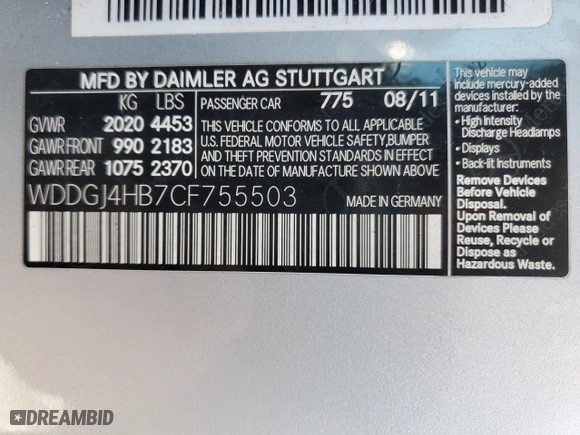 MFD BY DAIMLER AG STUTTGART
KG LBS
GVWR 2020 4453
GAWR FRONT 990 2183
GAWR REAR 1075 2370
PASSENGER CAR 775 08/11
THIS VEHICLE CONFORMS TO ALL APPLICABLE
U.S. FEDERAL MOTOR VEHICLE SAFETY, BUMPER
AND THEFT PREVENTION STANDARDS IN EFFECT
ON THE DATE OF MANUFACTURE SHOWN ABOVE.
WDDGJ4HB7CF755503
MADE IN GERMANY
This vehicle may
include mercury-added
devices installed by the
manufacturer:
• High Intensity
Discharge Headlamps
• Displays
• Back-lit Instruments
Remove Devices
Before Vehicle
Disposal.
Upon Removal of
Devices Please
Reuse, Recycle or
Dispose as
Hazardous Waste.
DREAMBID